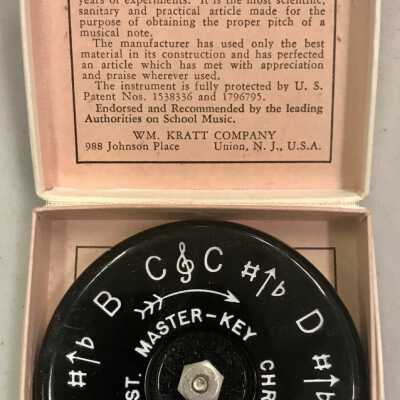 years of experiments. It is the most scientific,
sanitary and practical article made for the
purpose of obtaining the proper pitch of a
musical note.
The manufacturer has used only the best
material in its construction and has perfected
an article which has met with appreciation
and praise wherever used.
The instrument is fully protected by U. S.
Patent Nos. 1538336 and 1796795.
Endorsed and Recommended by the leading
Authorities on School Music.
WM. KRATT COMPANY
988 Johnson Place Union, N. J., U.S.A.
C C
B ♯ ♭ D
♯ ♭ ♯ ♭
ST. MASTER-KEY CHR